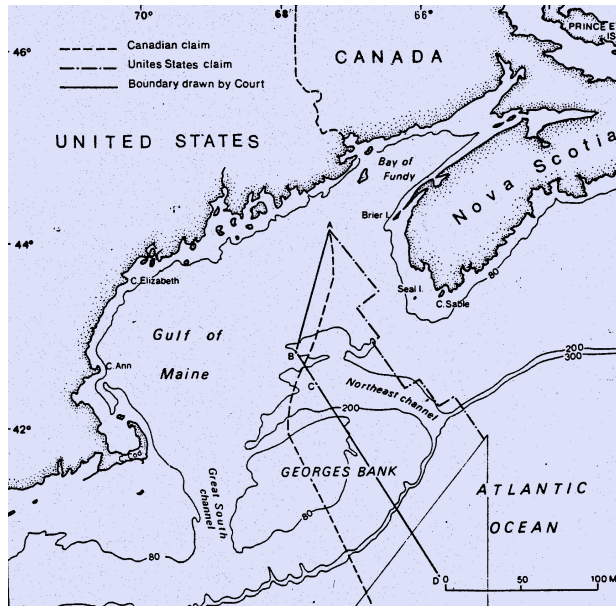 70
68
66
46°
PRINCE E
IS
Canadian claim
Unites States claim
Boundary drawn by Court
CANADA
UNITED STATES
Bay of
Fundy
Nova Scotia
Brier I.
A
44°
C.Elizabeth
Seal I.
C.Sable
80
Gulf of
Maine
200
300
B
C.Ann
C
Northeast channel
200
42°
GEORGES BANK
Great South
channel
ATLANTIC
OCEAN
80
80
D
0 50 100 M